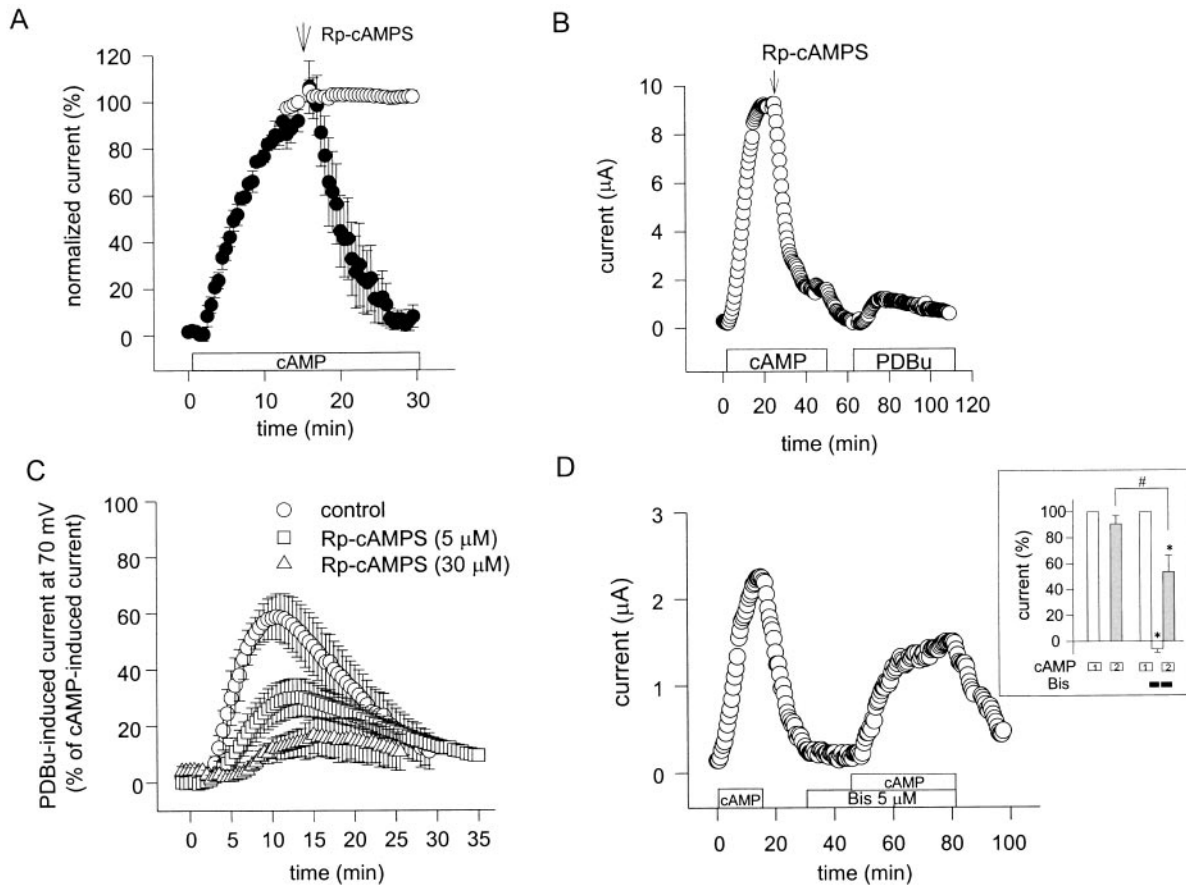 A
Rp-cAMPS
120
100
80
60
40
20
0
normalized current (%)
cAMP
0 10 20 30
time (min)
B
Rp-cAMPS
10
8
6
4
2
0
current (μA)
cAMP PDBu
0 20 40 60 80 100 120
time (min)
C
100
80
60
40
20
0
PDBu-induced current at 70 mV
(% of cAMP-induced current)
control
Rp-cAMPS (5 μM)
Rp-cAMPS (30 μM)
0 5 10 15 20 25 30 35
time (min)
D
3
2
1
0
current (μA)
cAMP
cAMP
Bis 5 μM
0 20 40 60 80 100
time (min)
#
100
80
60
40
20
0
current (%)
*
*
cAMP 1 2 1 2
Bis